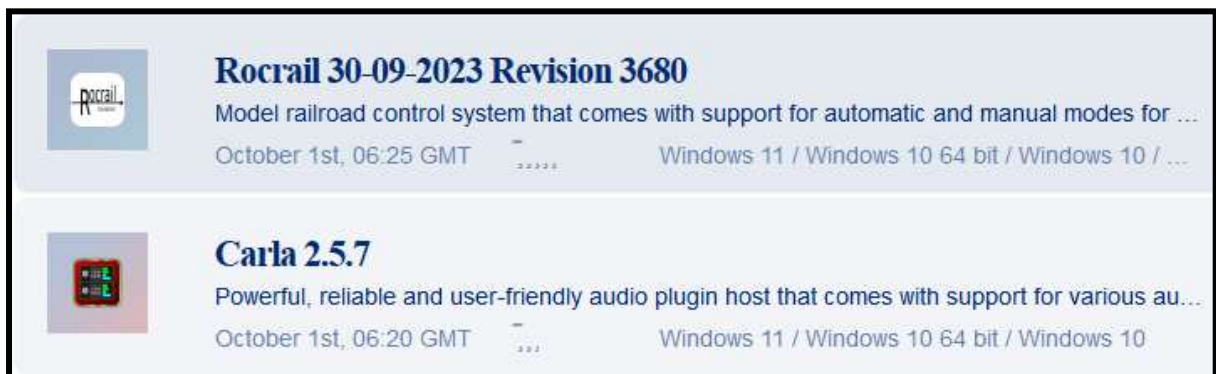 Rocrail
Rocrail 30-09-2023 Revision 3680
Model railroad control system that comes with support for automatic and manual modes for ...
October 1st, 06:25 GMT Windows 11 / Windows 10 64 bit / Windows 10 / ...
Carla 2.5.7
Powerful, reliable and user-friendly audio plugin host that comes with support for various au...
October 1st, 06:20 GMT Windows 11 / Windows 10 64 bit / Windows 10